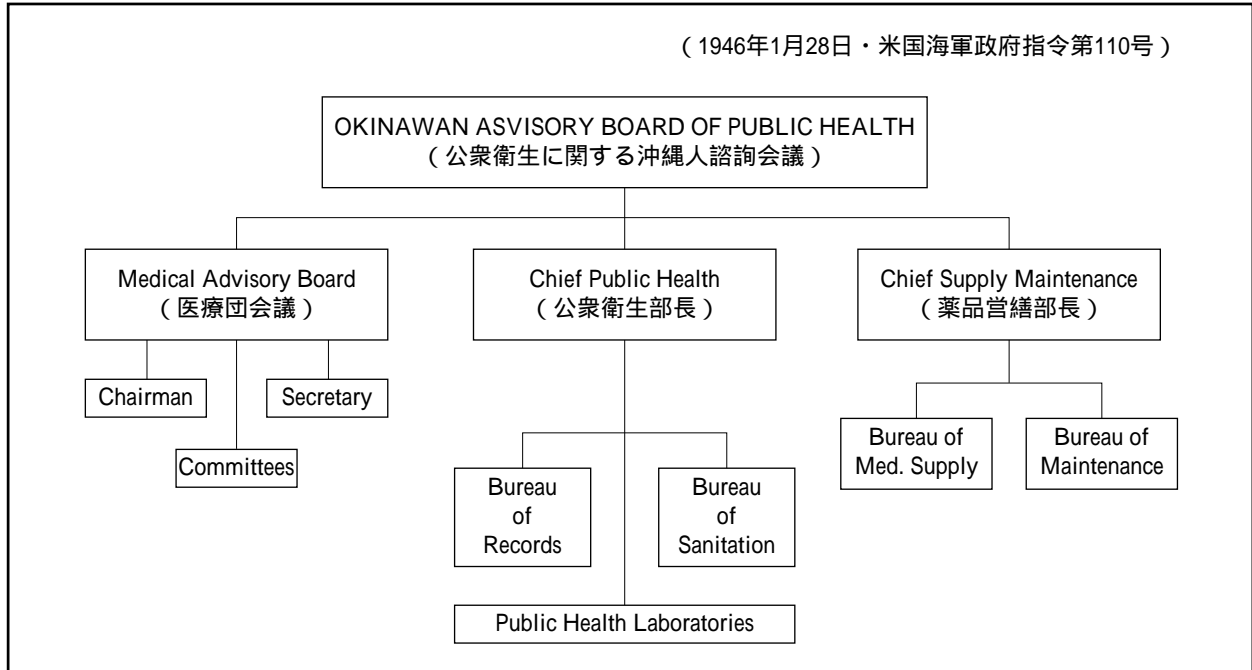 （1946年1月28日・米国海軍政府指令第110号）
OKINAWAN ASVISORY BOARD OF PUBLIC HEALTH
（公衆衛生に関する沖縄人諮詢会議）
Medical Advisory Board
（医療団会議）
Chief Public Health
（公衆衛生部長）
Chief Supply Maintenance
（薬品営繕部長）
Chairman
Secretary
Committees
Bureau
of
Records
Bureau
of
Sanitation
Public Health Laboratories
Bureau of
Med. Supply
Bureau of
Maintenance